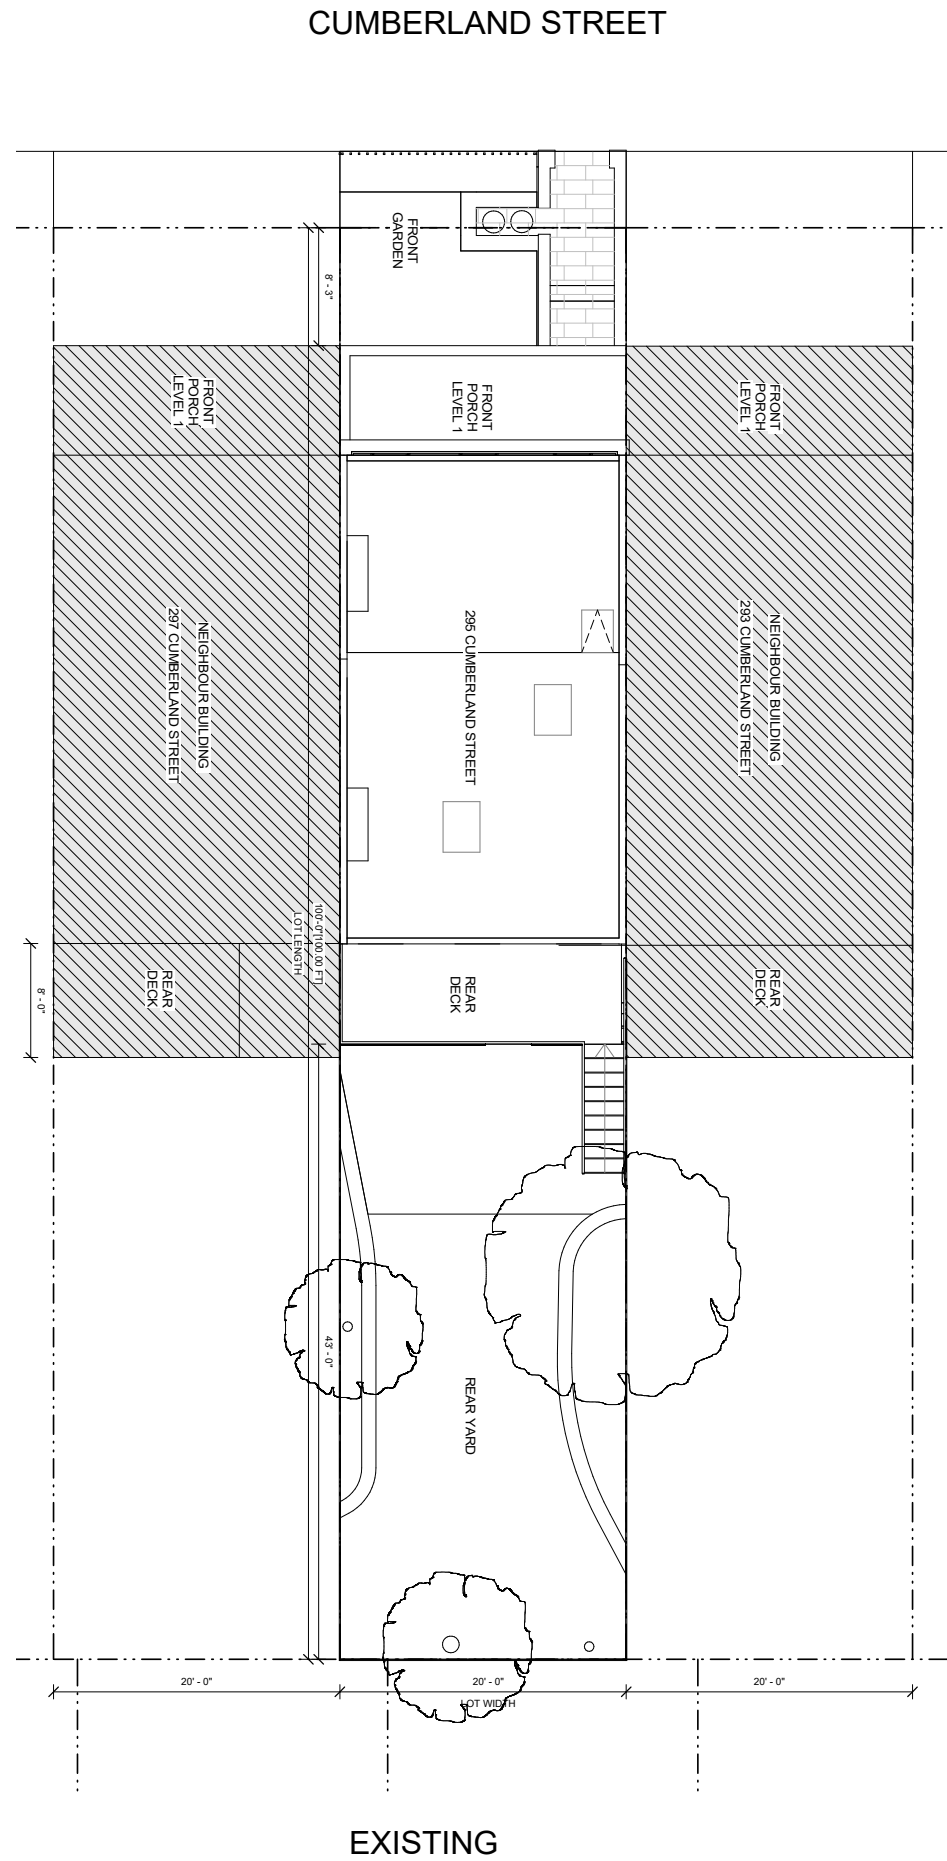 CUMBERLAND STREET
FRONT
GARDEN
8' - 3"
FRONT
PORCH
LEVEL 1
FRONT
PORCH
LEVEL 1
FRONT
PORCH
LEVEL 1
NEIGHBOUR BUILDING
297 CUMBERLAND STREET
295 CUMBERLAND STREET
NEIGHBOUR BUILDING
293 CUMBERLAND STREET
100'-0"[100.00 FT]
LOT LENGTH
8' - 0"
REAR
DECK
REAR
DECK
REAR
DECK
43' - 0"
REAR YARD
20' - 0"
20' - 0"
LOT WIDTH
20' - 0"
EXISTING